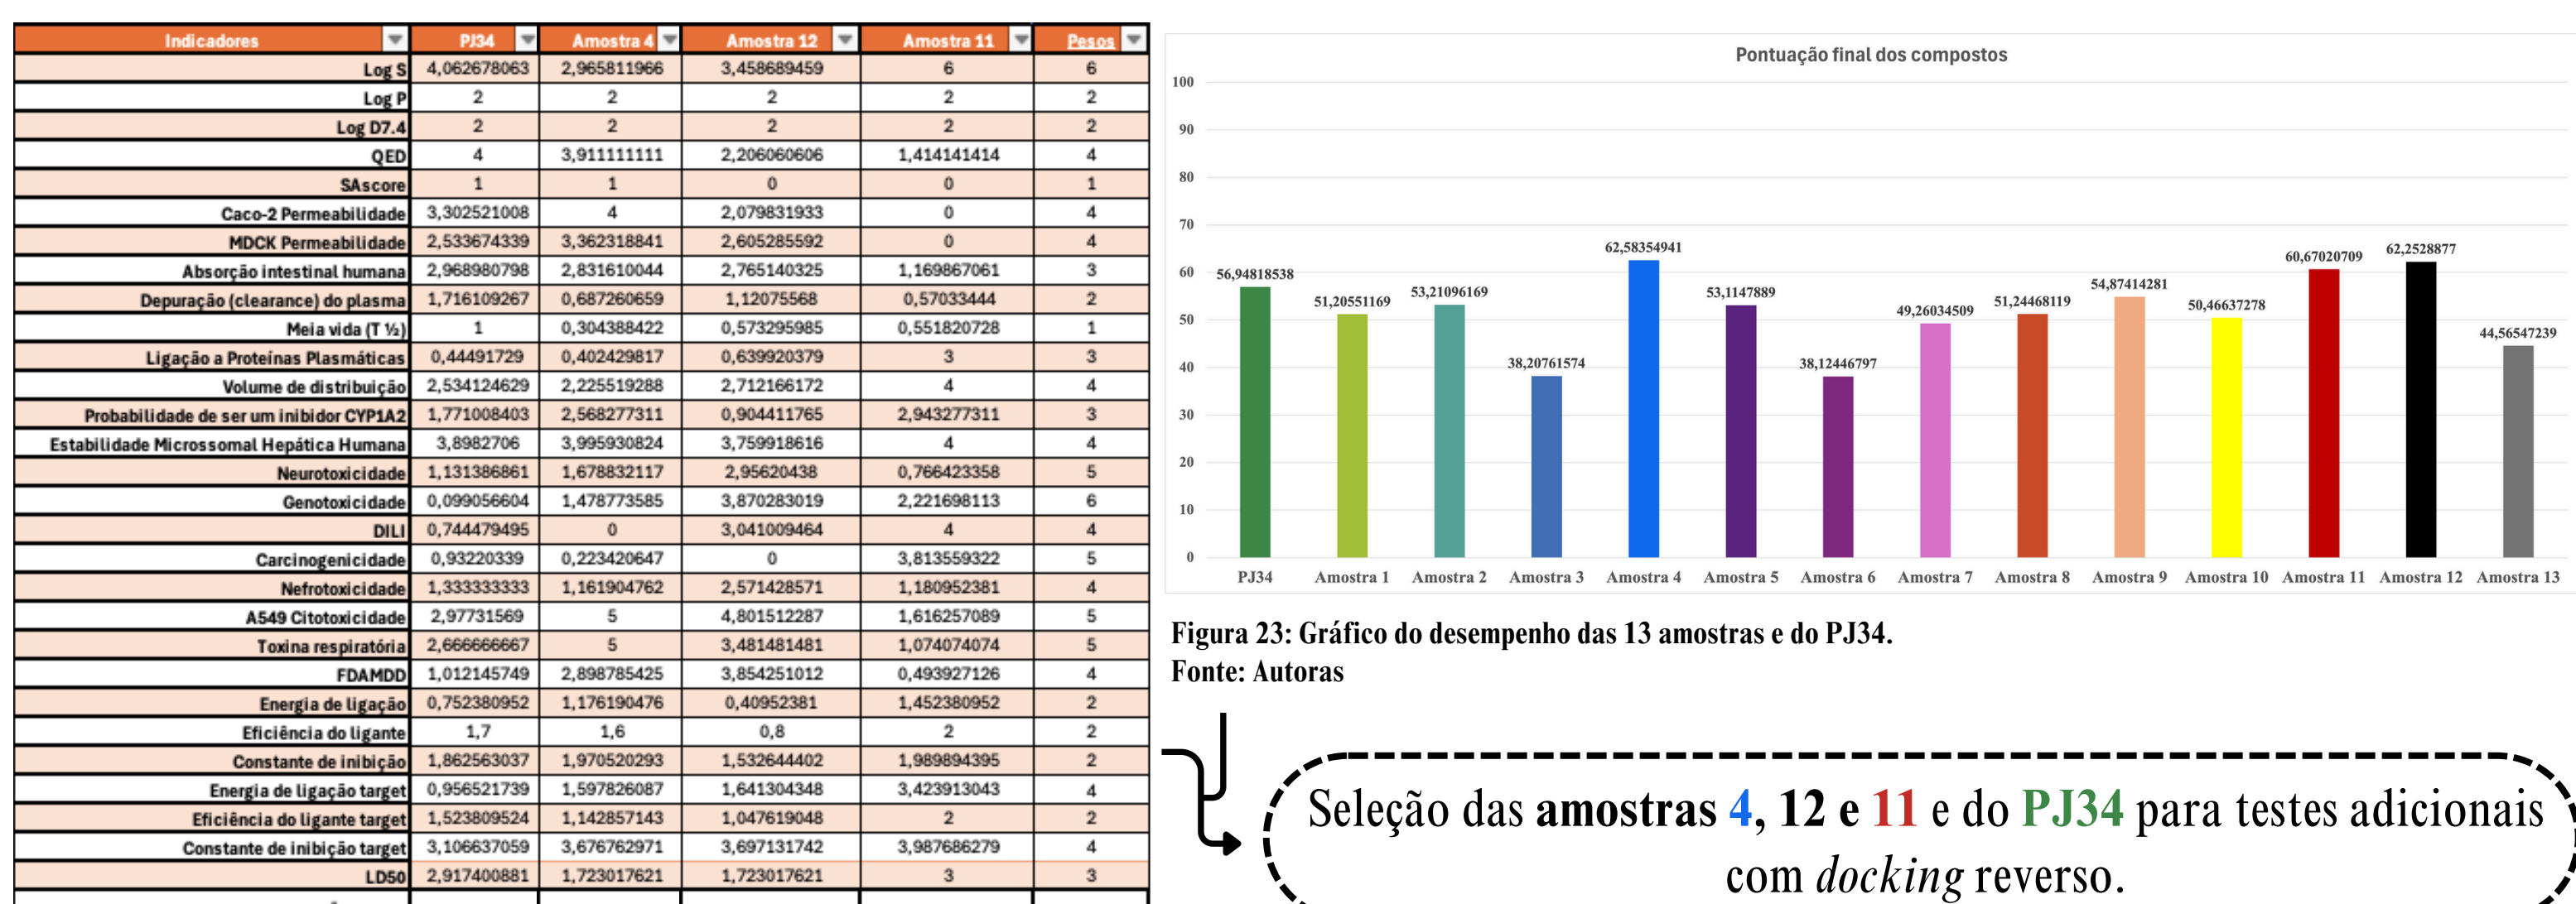 Indicadores PJ34 Amostra 4 Amostra 12 Amostra 11 Pesos
Log S 4,062678063 2,965811966 3,458689459 6 6
Log P 2 2 2 2 2
Log D7.4 2 2 2 2 2
QED 4 3,911111111 2,206060606 1,414141414 4
SAscore 1 1 0 0 1
Caco-2 Permeabilidade 3,302521008 4 2,079831933 0 4
MDCK Permeabilidade 2,533674339 3,362318841 2,605285592 0 4
Absorção intestinal humana 2,968980798 2,831610044 2,765140325 1,169867061 3
Depuração (clearance) do plasma 1,716109267 0,687260659 1,12075568 0,57033444 2
Meia vida (T ½) 1 0,304388422 0,573295985 0,551820728 1
Ligação a Proteínas Plasmáticas 0,44491729 0,402429817 0,639920379 3 3
Volume de distribuição 2,534124629 2,225519288 2,712166172 4 4
Probabilidade de ser um inibidor CYP1A2 1,771008403 2,568277311 0,904411765 2,943277311 3
Estabilidade Microssomal Hepática Humana 3,8982706 3,995930824 3,759918616 4 4
Neurotoxicidade 1,131386861 1,678832117 2,95620438 0,766423358 5
Genotoxicidade 0,099056604 1,478773585 3,870283019 2,221698113 6
DILI 0,744479495 0 3,041009464 4 4
Carcinogenicidade 0,93220339 0,223420647 0 3,813559322 5
Nefrotoxicidade 1,333333333 1,161904762 2,571428571 1,180952381 4
A549 Citotoxicidade 2,97731569 5 4,801512287 1,616257089 5
Toxina respiratória 2,666666667 5 3,481481481 1,074074074 5
FDAMDD 1,012145749 2,898785425 3,854251012 0,493927126 4
Energia de ligação 0,752380952 1,176190476 0,40952381 1,452380952 2
Eficiência do ligante 1,7 1,6 0,8 2 2
Constante de inibição 1,862563037 1,970520293 1,532644402 1,989894395 2
Energia de ligação target 0,956521739 1,597826087 1,641304348 3,423913043 4
Eficiência do ligante target 1,523809524 1,142857143 1,047619048 2 2
Constante de inibição target 3,106637059 3,676762971 3,697131742 3,987686279 4
LD50 2,917400881 1,723017621 1,723017621 3 3
Pontuação final dos compostos
100
90
80
70
60
50
40
30
20
10
0
56,94818538
51,20551169
53,21096169
38,20761574
62,58354941
53,1147889
38,12446797
49,26034509
51,24468119
54,87414281
50,46637278
60,67020709
62,2528877
44,56547239
PJ34 Amostra 1 Amostra 2 Amostra 3 Amostra 4 Amostra 5 Amostra 6 Amostra 7 Amostra 8 Amostra 9 Amostra 10 Amostra 11 Amostra 12 Amostra 13
Figura 23: Gráfico do desempenho das 13 amostras e do PJ34.
Fonte: Autoras
Seleção das amostras 4, 12 e 11 e do PJ34 para testes adicionais
com docking reverso.